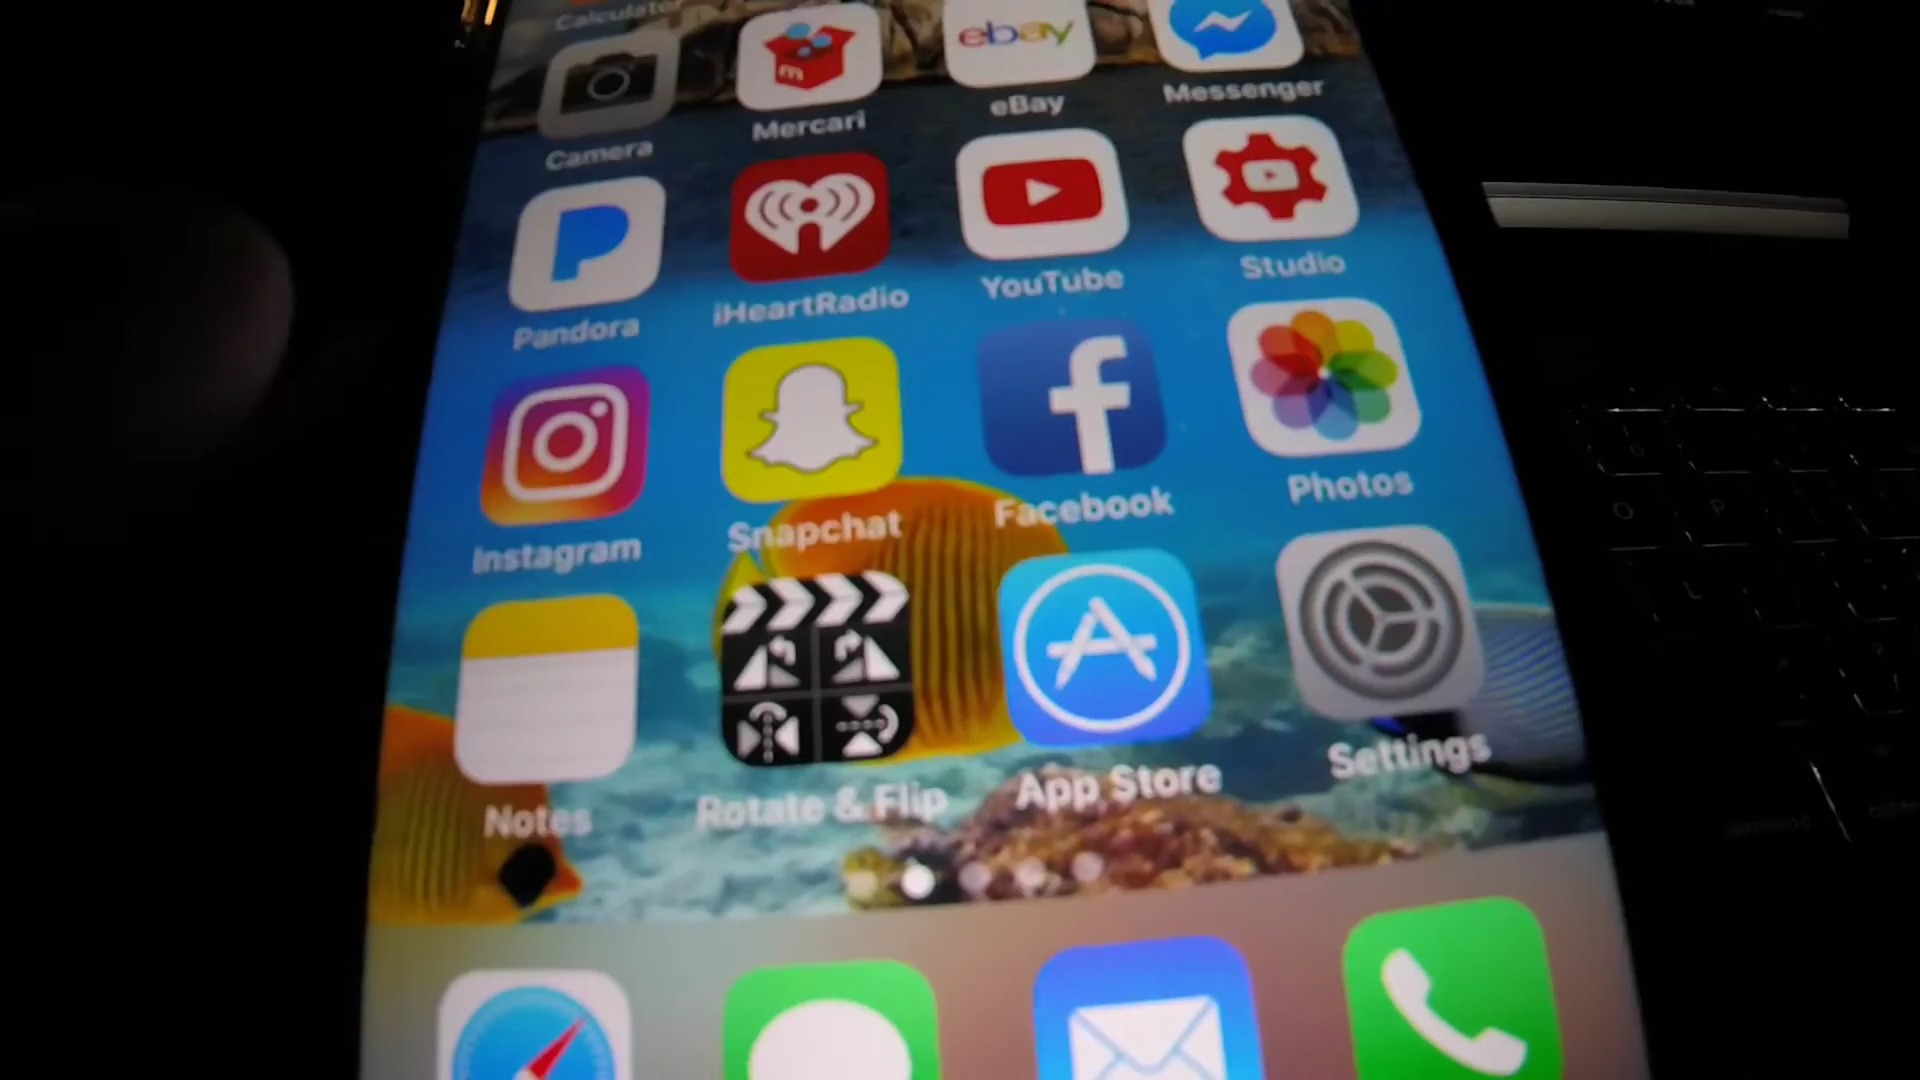 Calculator
m
ebay
Camera
Mercari
eBay
Messenger
Pandora
iHeartRadio
YouTube
Studio
Instagram
Snapchat
Facebook
Photos
Notes
Rotate & Flip
App Store
Settings
O
P